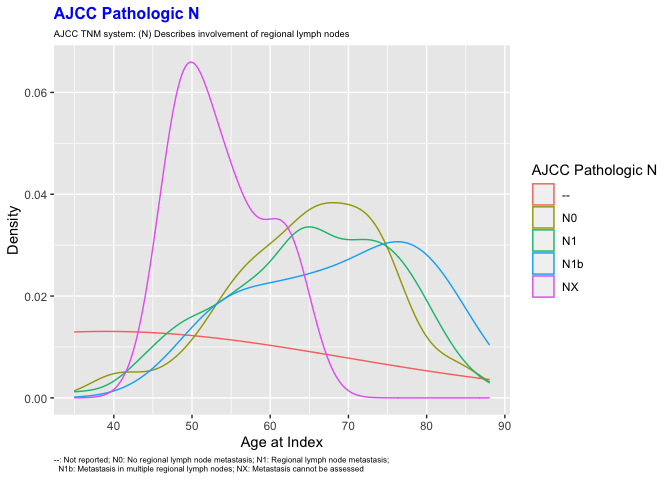 AJCC Pathologic N
AJCC TNM system: (N) Describes involvement of regional lymph nodes
0.06
0.04
0.02
0.00
Density
40 50 60 70 80 90
Age at Index
AJCC Pathologic N
--
N0
N1
N1b
NX
--: Not reported; N0: No regional lymph node metastasis; N1: Regional lymph node metastasis;
N1b: Metastasis in multiple regional lymph nodes; NX: Metastasis cannot be assessed